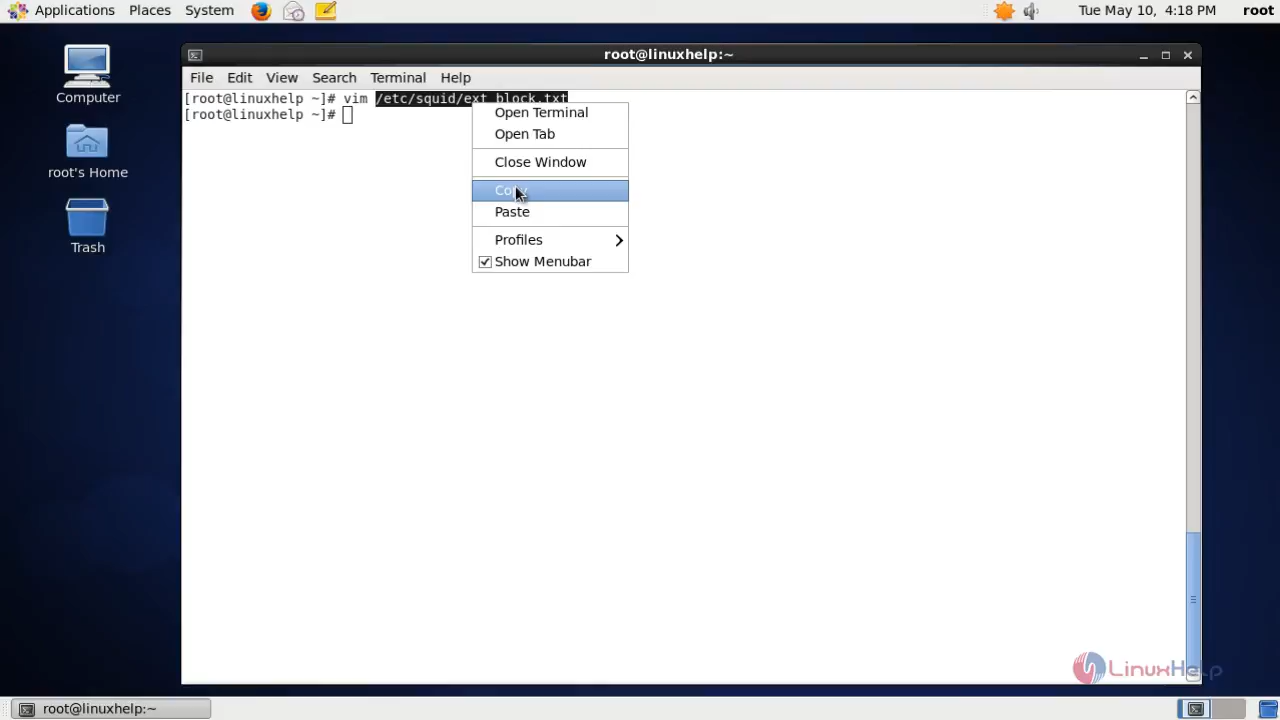 Applications Places System Tue May 10, 4:18 PM root
root@linuxhelp:~
File Edit View Search Terminal Help
[root@linuxhelp ~]# vim /etc/squid/ext_block.txt
[root@linuxhelp ~]#
Computer
root's Home
Trash
Open Terminal
Open Tab
Close Window
Copy
Paste
Profiles
Show Menubar
LinuxHelp
root@linuxhelp:~